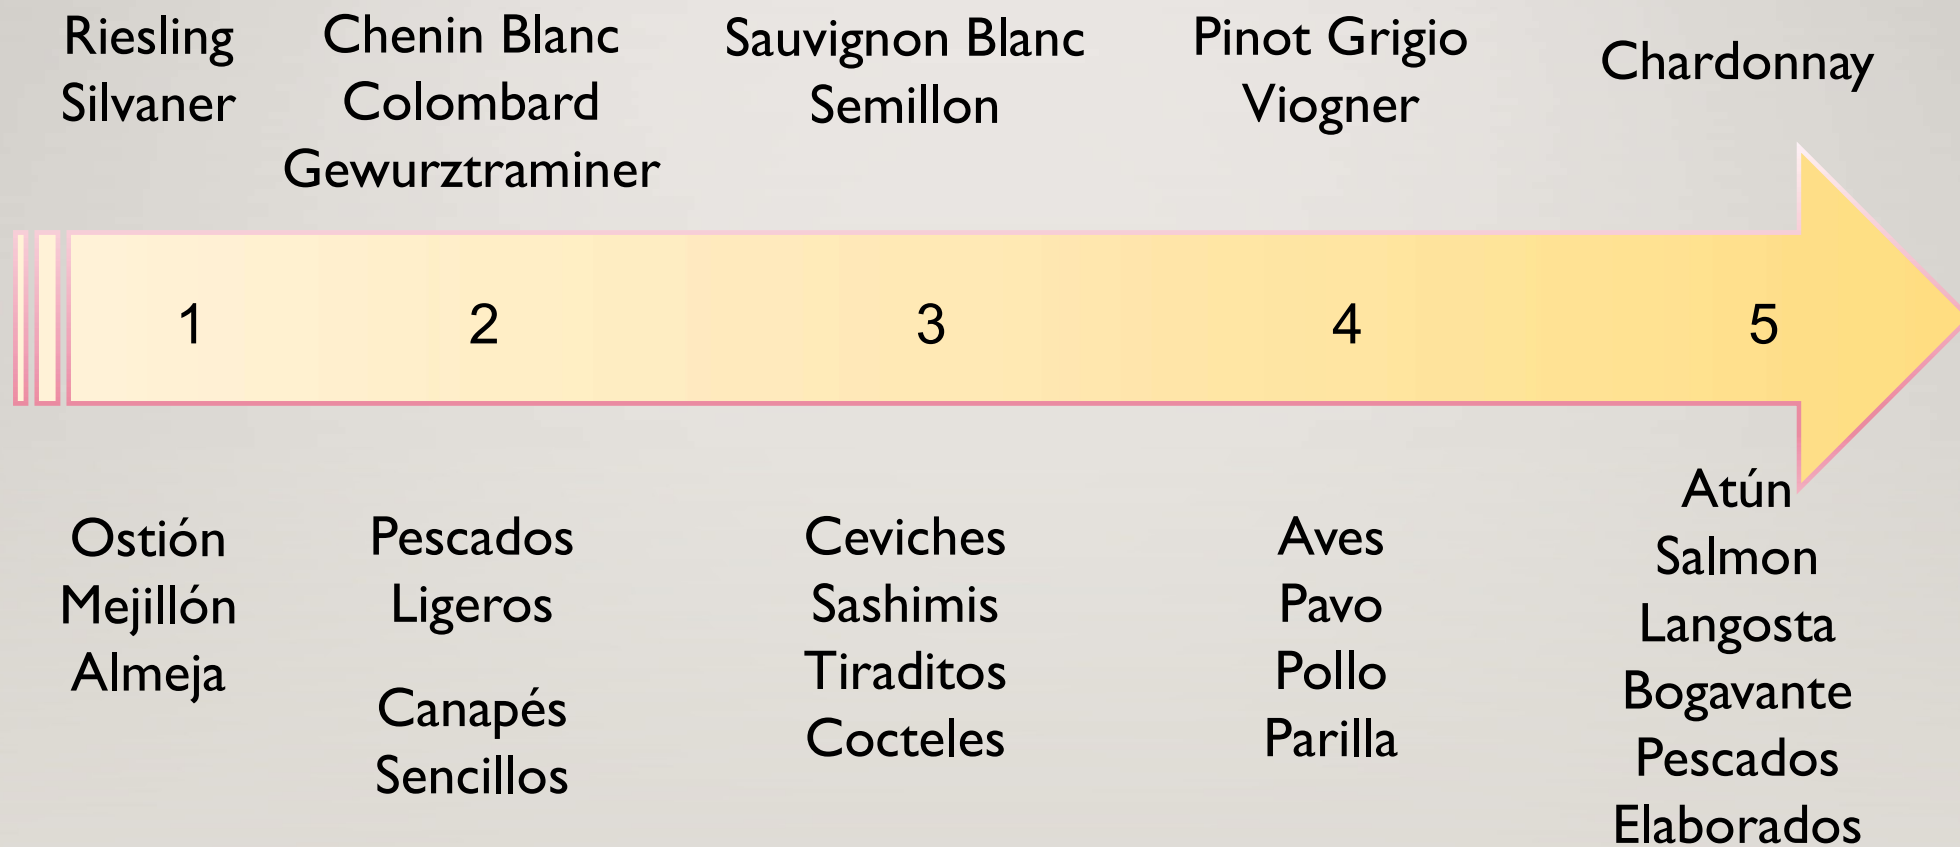 Riesling
Silvaner
Chenin Blanc
Colombard
Gewurztraminer
Sauvignon Blanc
Semillon
Pinot Grigio
Viogner
Chardonnay
1
2
3
4
5
Ostión
Mejillón
Almeja
Pescados
Ligeros
Canapés
Sencillos
Ceviches
Sashimis
Tiraditos
Cocteles
Aves
Pavo
Pollo
Parilla
Atún
Salmon
Langosta
Bogavante
Pescados
Elaborados